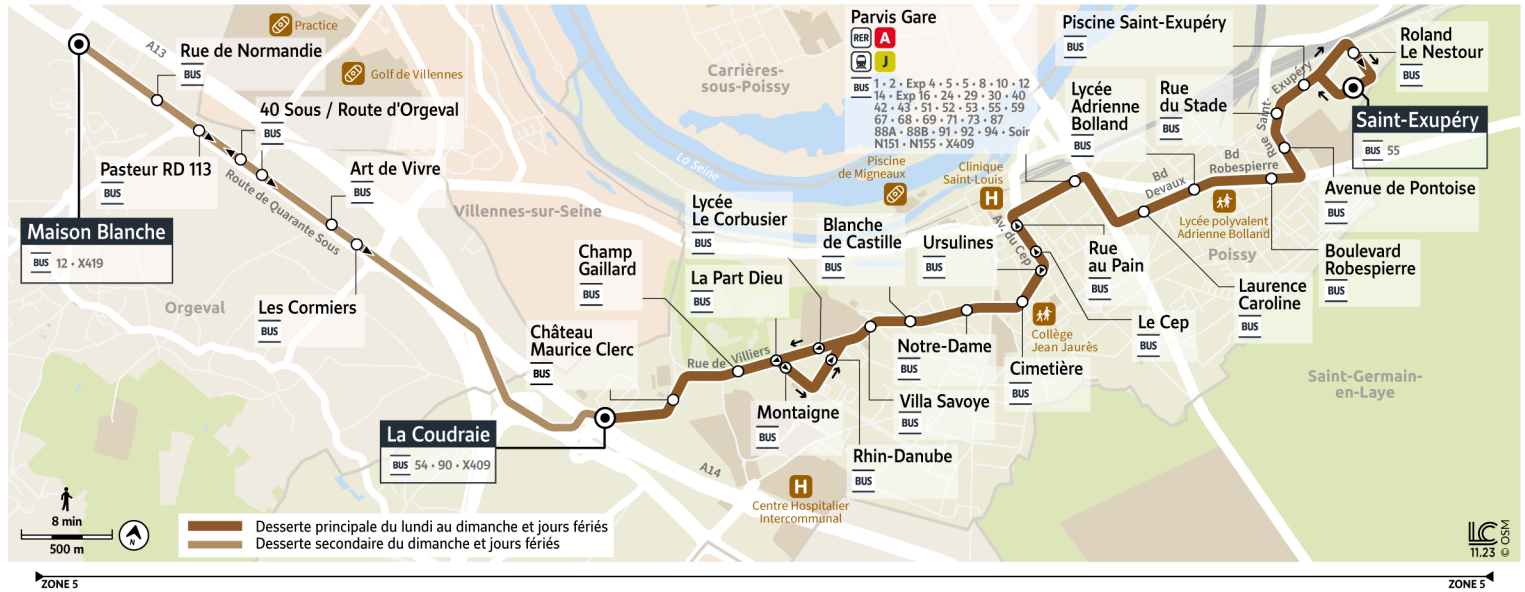 Practice
A13
Rue de Normandie
BUS
Golf de Villennes
40 Sous / Route d'Orgeval
BUS
Pasteur RD 113
BUS
Art de Vivre
BUS
Route de Quarante Sous
Maison Blanche
BUS 12 • X419
Orgeval
Les Cormiers
BUS
Villennes-sur-Seine
Carrières-
sous-Poissy
La Seine
Parvis Gare
RER A
J
BUS 1 • 2 • Exp 4 • 5 • 5 • 8 • 10 • 12
14 • Exp 16 • 24 • 29 • 30 • 40
42 • 43 • 51 • 52 • 53 • 55 • 59
67 • 68 • 69 • 71 • 73 • 87
88A • 88B • 91 • 92 • 94 • Soir
N151 • N155 • X409
Piscine
de Migneaux
Clinique
Saint-Louis
H
Piscine Saint-Exupéry
BUS
Lycée
Adrienne
Bolland
BUS
Rue
du Stade
BUS
Roland
Le Nestour
BUS
Rue Saint-Exupéry
Saint-Exupéry
BUS 55
Bd
Robespierre
Bd
Devaux
Avenue de Pontoise
BUS
Lycée polyvalent
Adrienne Bolland
Poissy
Boulevard
Robespierre
BUS
Laurence
Caroline
BUS
Av. du Cep
Rue
au Pain
BUS
Le Cep
BUS
Collège
Jean Jaurès
Cimetière
BUS
Ursulines
BUS
Notre-Dame
BUS
Blanche
de Castille
BUS
Villa Savoye
BUS
Lycée
Le Corbusier
BUS
La Part Dieu
BUS
Rhin-Danube
BUS
Montaigne
BUS
Rue de Villiers
Champ
Gaillard
BUS
Château
Maurice Clerc
BUS
La Coudraie
BUS 54 • 90 • X409
A14
H
Centre Hospitalier
Intercommunal
Saint-Germain-
en-Laye
8 min
500 m
N
Desserte principale du lundi au dimanche et jours fériés
Desserte secondaire du dimanche et jours fériés
LC
11.23
© OSM
ZONE 5
ZONE 5